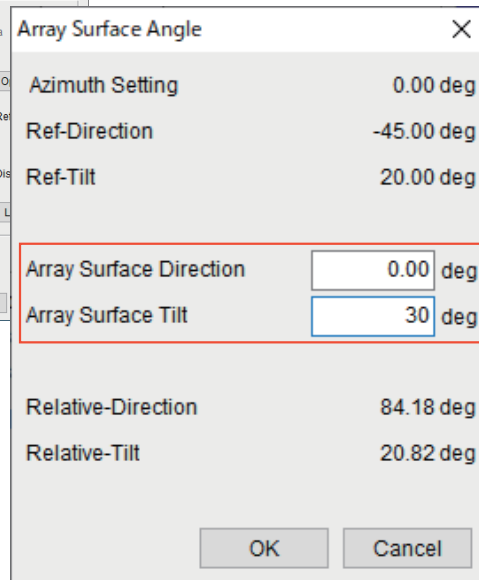 Array Surface Angle
Azimuth Setting 0.00 deg
Ref-Direction -45.00 deg
Ref-Tilt 20.00 deg
Array Surface Direction 0.00 deg
Array Surface Tilt 30 deg
Relative-Direction 84.18 deg
Relative-Tilt 20.82 deg
OK Cancel